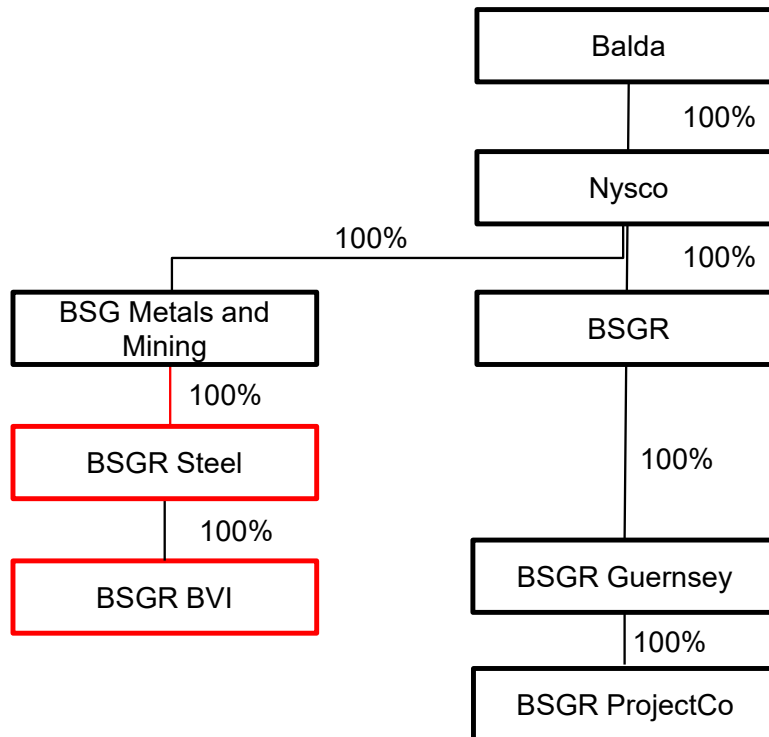 Balda
100%
Nysco
100%
100%
BSG Metals and
Mining
BSGR
100%
BSGR Steel
100%
100%
BSGR BVI
BSGR Guernsey
100%
BSGR ProjectCo